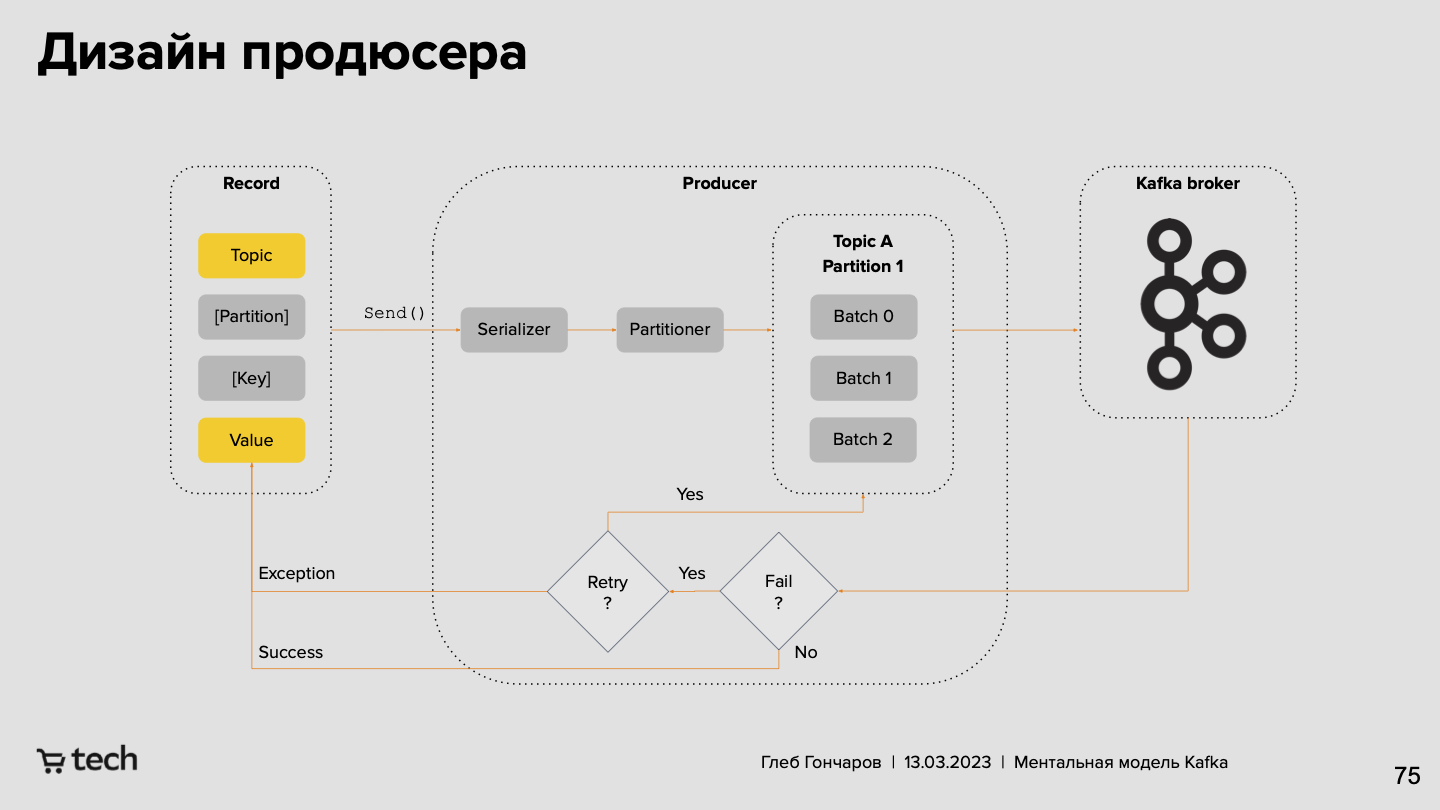 Дизайн продюсера
Record
Topic
[Partition]
[Key]
Value
Send()
Producer
Serializer
Partitioner
Topic A
Partition 1
Batch 0
Batch 1
Batch 2
Kafka broker
Yes
Exception
Retry
?
Yes
Fail
?
Success
No
tech
Глеб Гончаров | 13.03.2023 | Ментальная модель Kafka
75